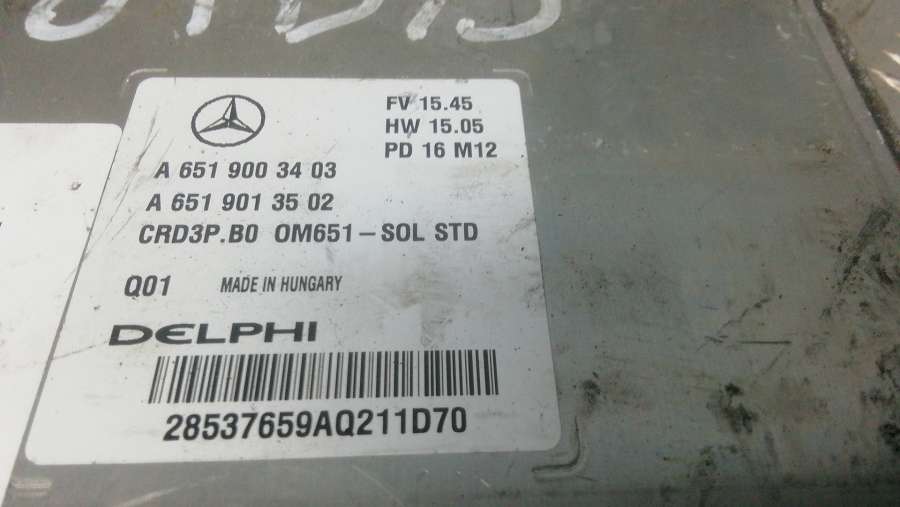 FV 15.45
HW 15.05
PD 16 M12
A 651 900 34 03
A 651 901 35 02
CRD3P.B0 OM651-SOL STD
Q01 MADE IN HUNGARY
DELPHI
28537659AQ211D70